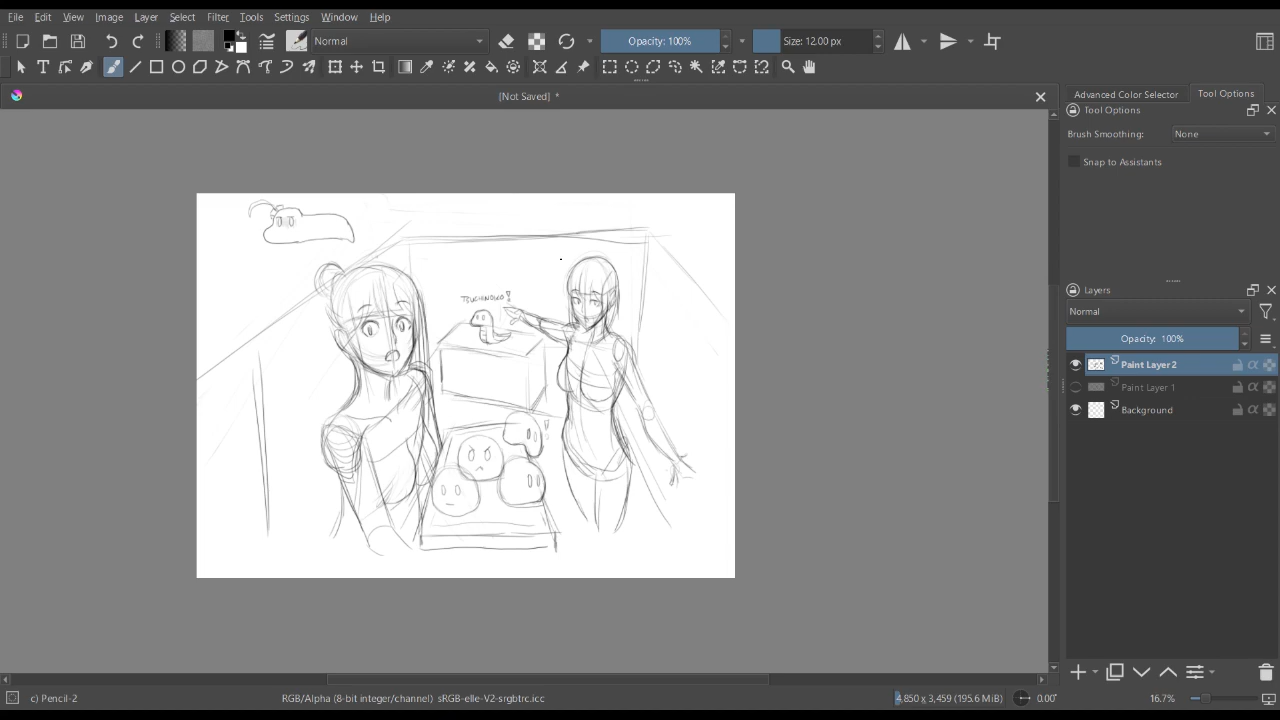 File Edit View Image Layer Select Filter Tools Settings Window Help
Normal Opacity: 100% Size: 12.00 px
[Not Saved] *
Advanced Color Selector Tool Options
Tool Options
Brush Smoothing: None
Snap to Assistants
TSUCHINOKO!
Layers
Normal
Opacity: 100%
Paint Layer 2
Paint Layer 1
Background
c) Pencil-2 RGB/Alpha (8-bit integer/channel) sRGB-elle-V2-srgbtrc.icc 4,850 x 3,459 (195.6 MiB) 0.00° 16.7%